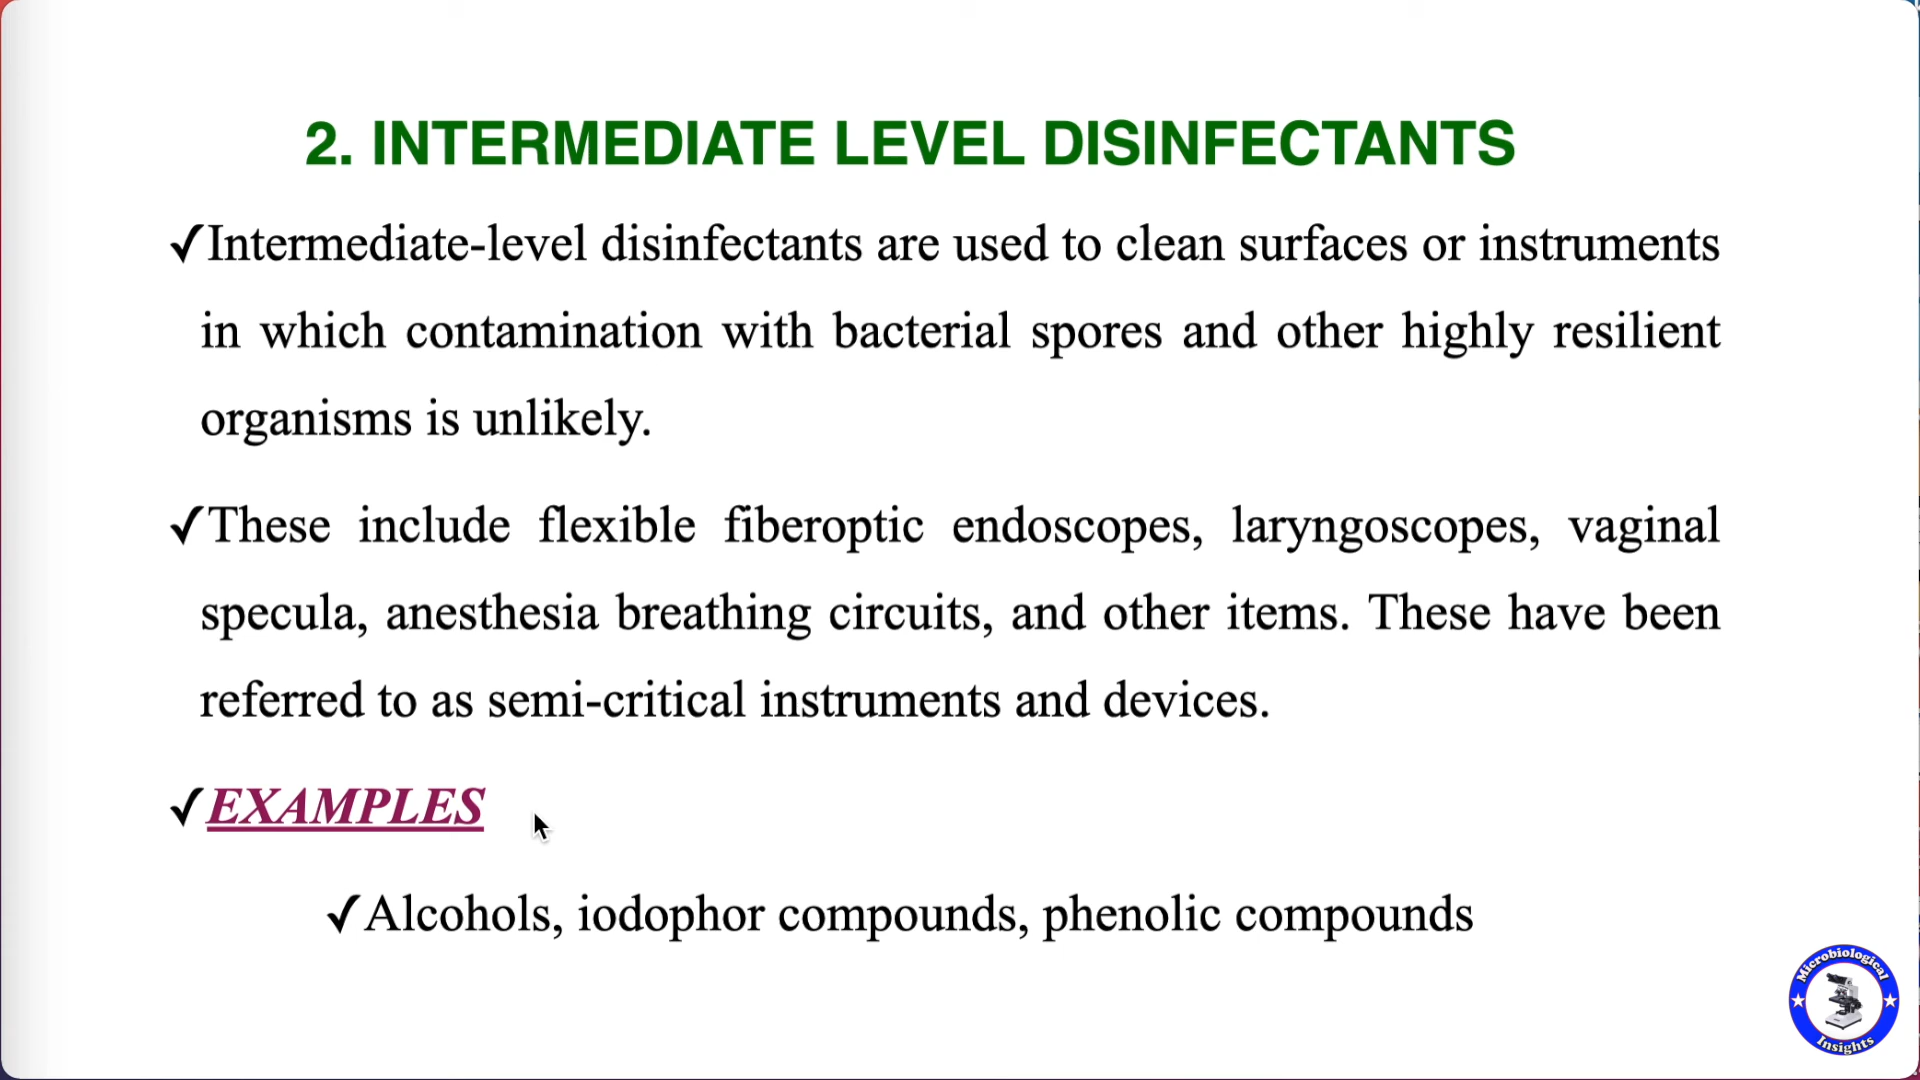 2. INTERMEDIATE LEVEL DISINFECTANTS
✓Intermediate-level disinfectants are used to clean surfaces or instruments
in which contamination with bacterial spores and other highly resilient
organisms is unlikely.
✓These include flexible fiberoptic endoscopes, laryngoscopes, vaginal
specula, anesthesia breathing circuits, and other items. These have been
referred to as semi-critical instruments and devices.
✓EXAMPLES
✓Alcohols, iodophor compounds, phenolic compounds
Microbiological
Insights